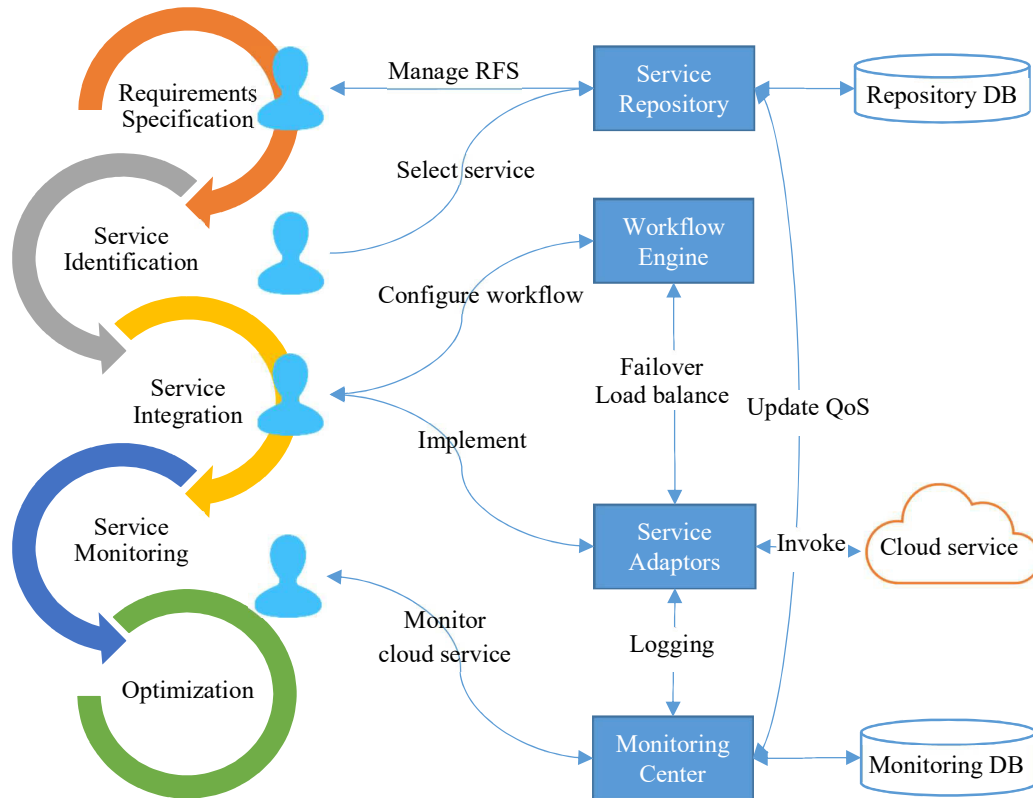 Requirements
Specification
Manage RFS
Service
Repository
Repository DB
Select service
Service
Identification
Workflow
Engine
Configure workflow
Service
Integration
Failover
Load balance
Update QoS
Implement
Service
Monitoring
Service
Adaptors
Invoke
Cloud service
Monitor
cloud service
Logging
Optimization
Monitoring
Center
Monitoring DB